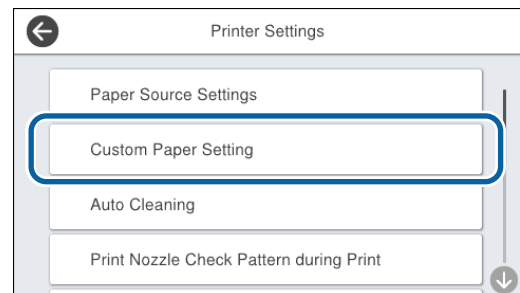 Printer Settings
Paper Source Settings
Custom Paper Setting
Auto Cleaning
Print Nozzle Check Pattern during Print